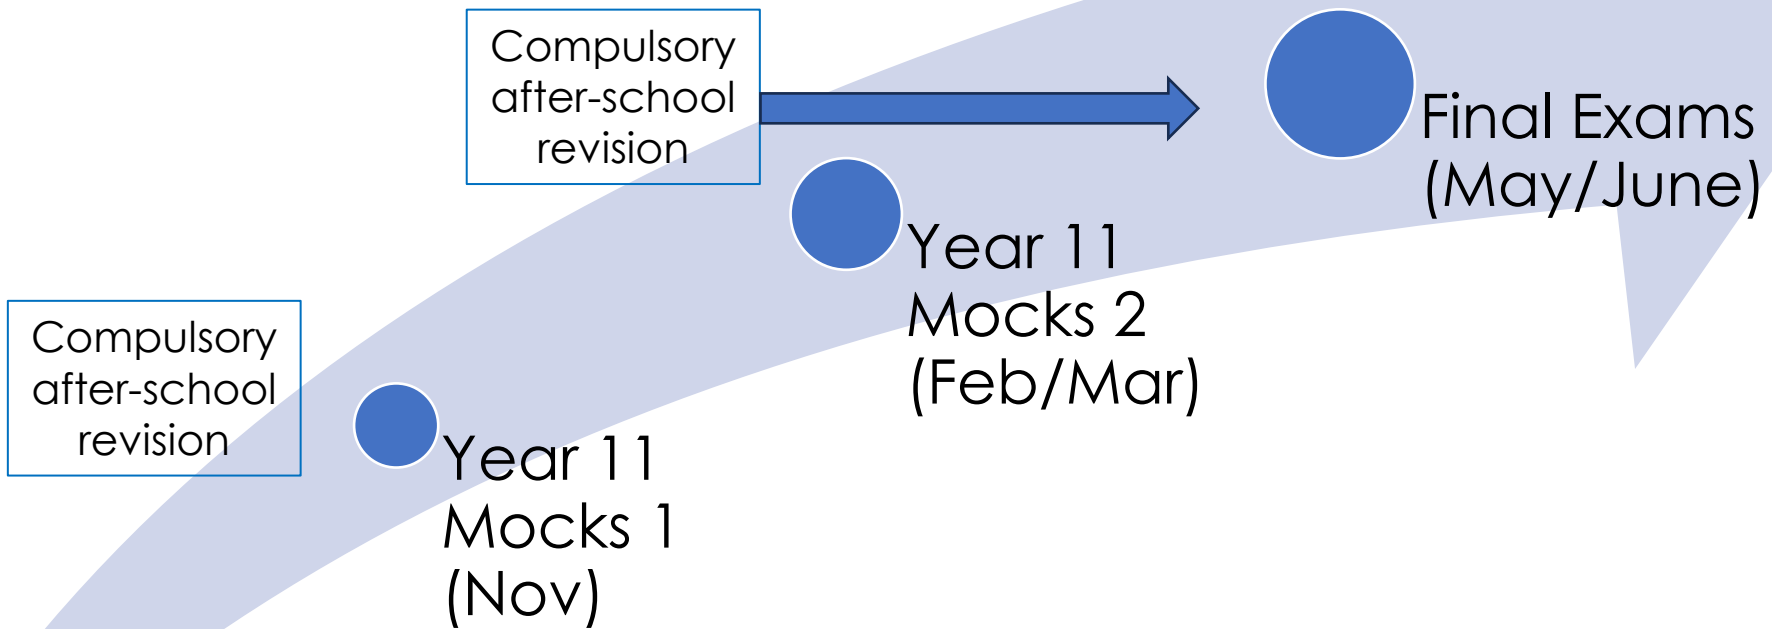 Compulsory
after-school
revision
Final Exams
(May/June)
Year 11
Mocks 2
(Feb/Mar)
Compulsory
after-school
revision
Year 11
Mocks 1
(Nov)